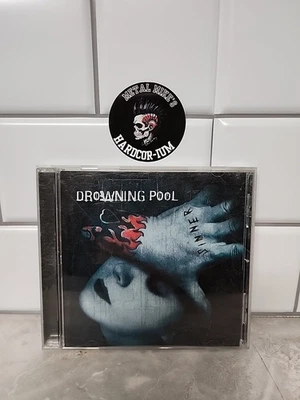 METAL MIKE'S
HARDCOR-IUM
DROWNING POOL
SINNER